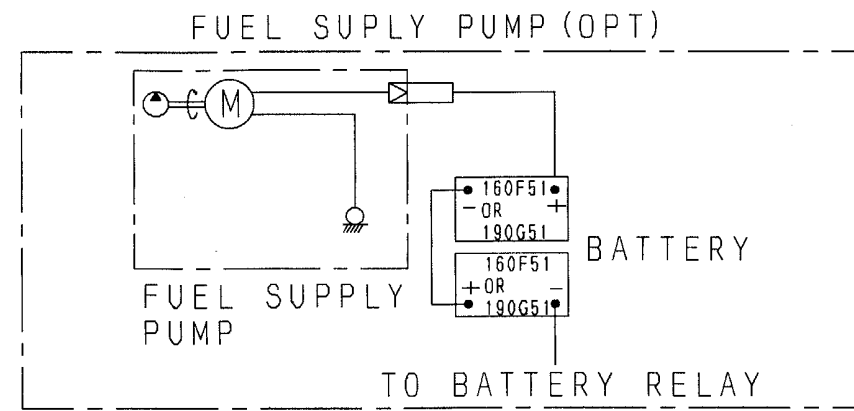 FUEL SUPLY PUMP (OPT)
M
160F51
- OR +
190G51
BATTERY
160F51
+ OR -
190G51
FUEL SUPPLY
PUMP
TO BATTERY RELAY